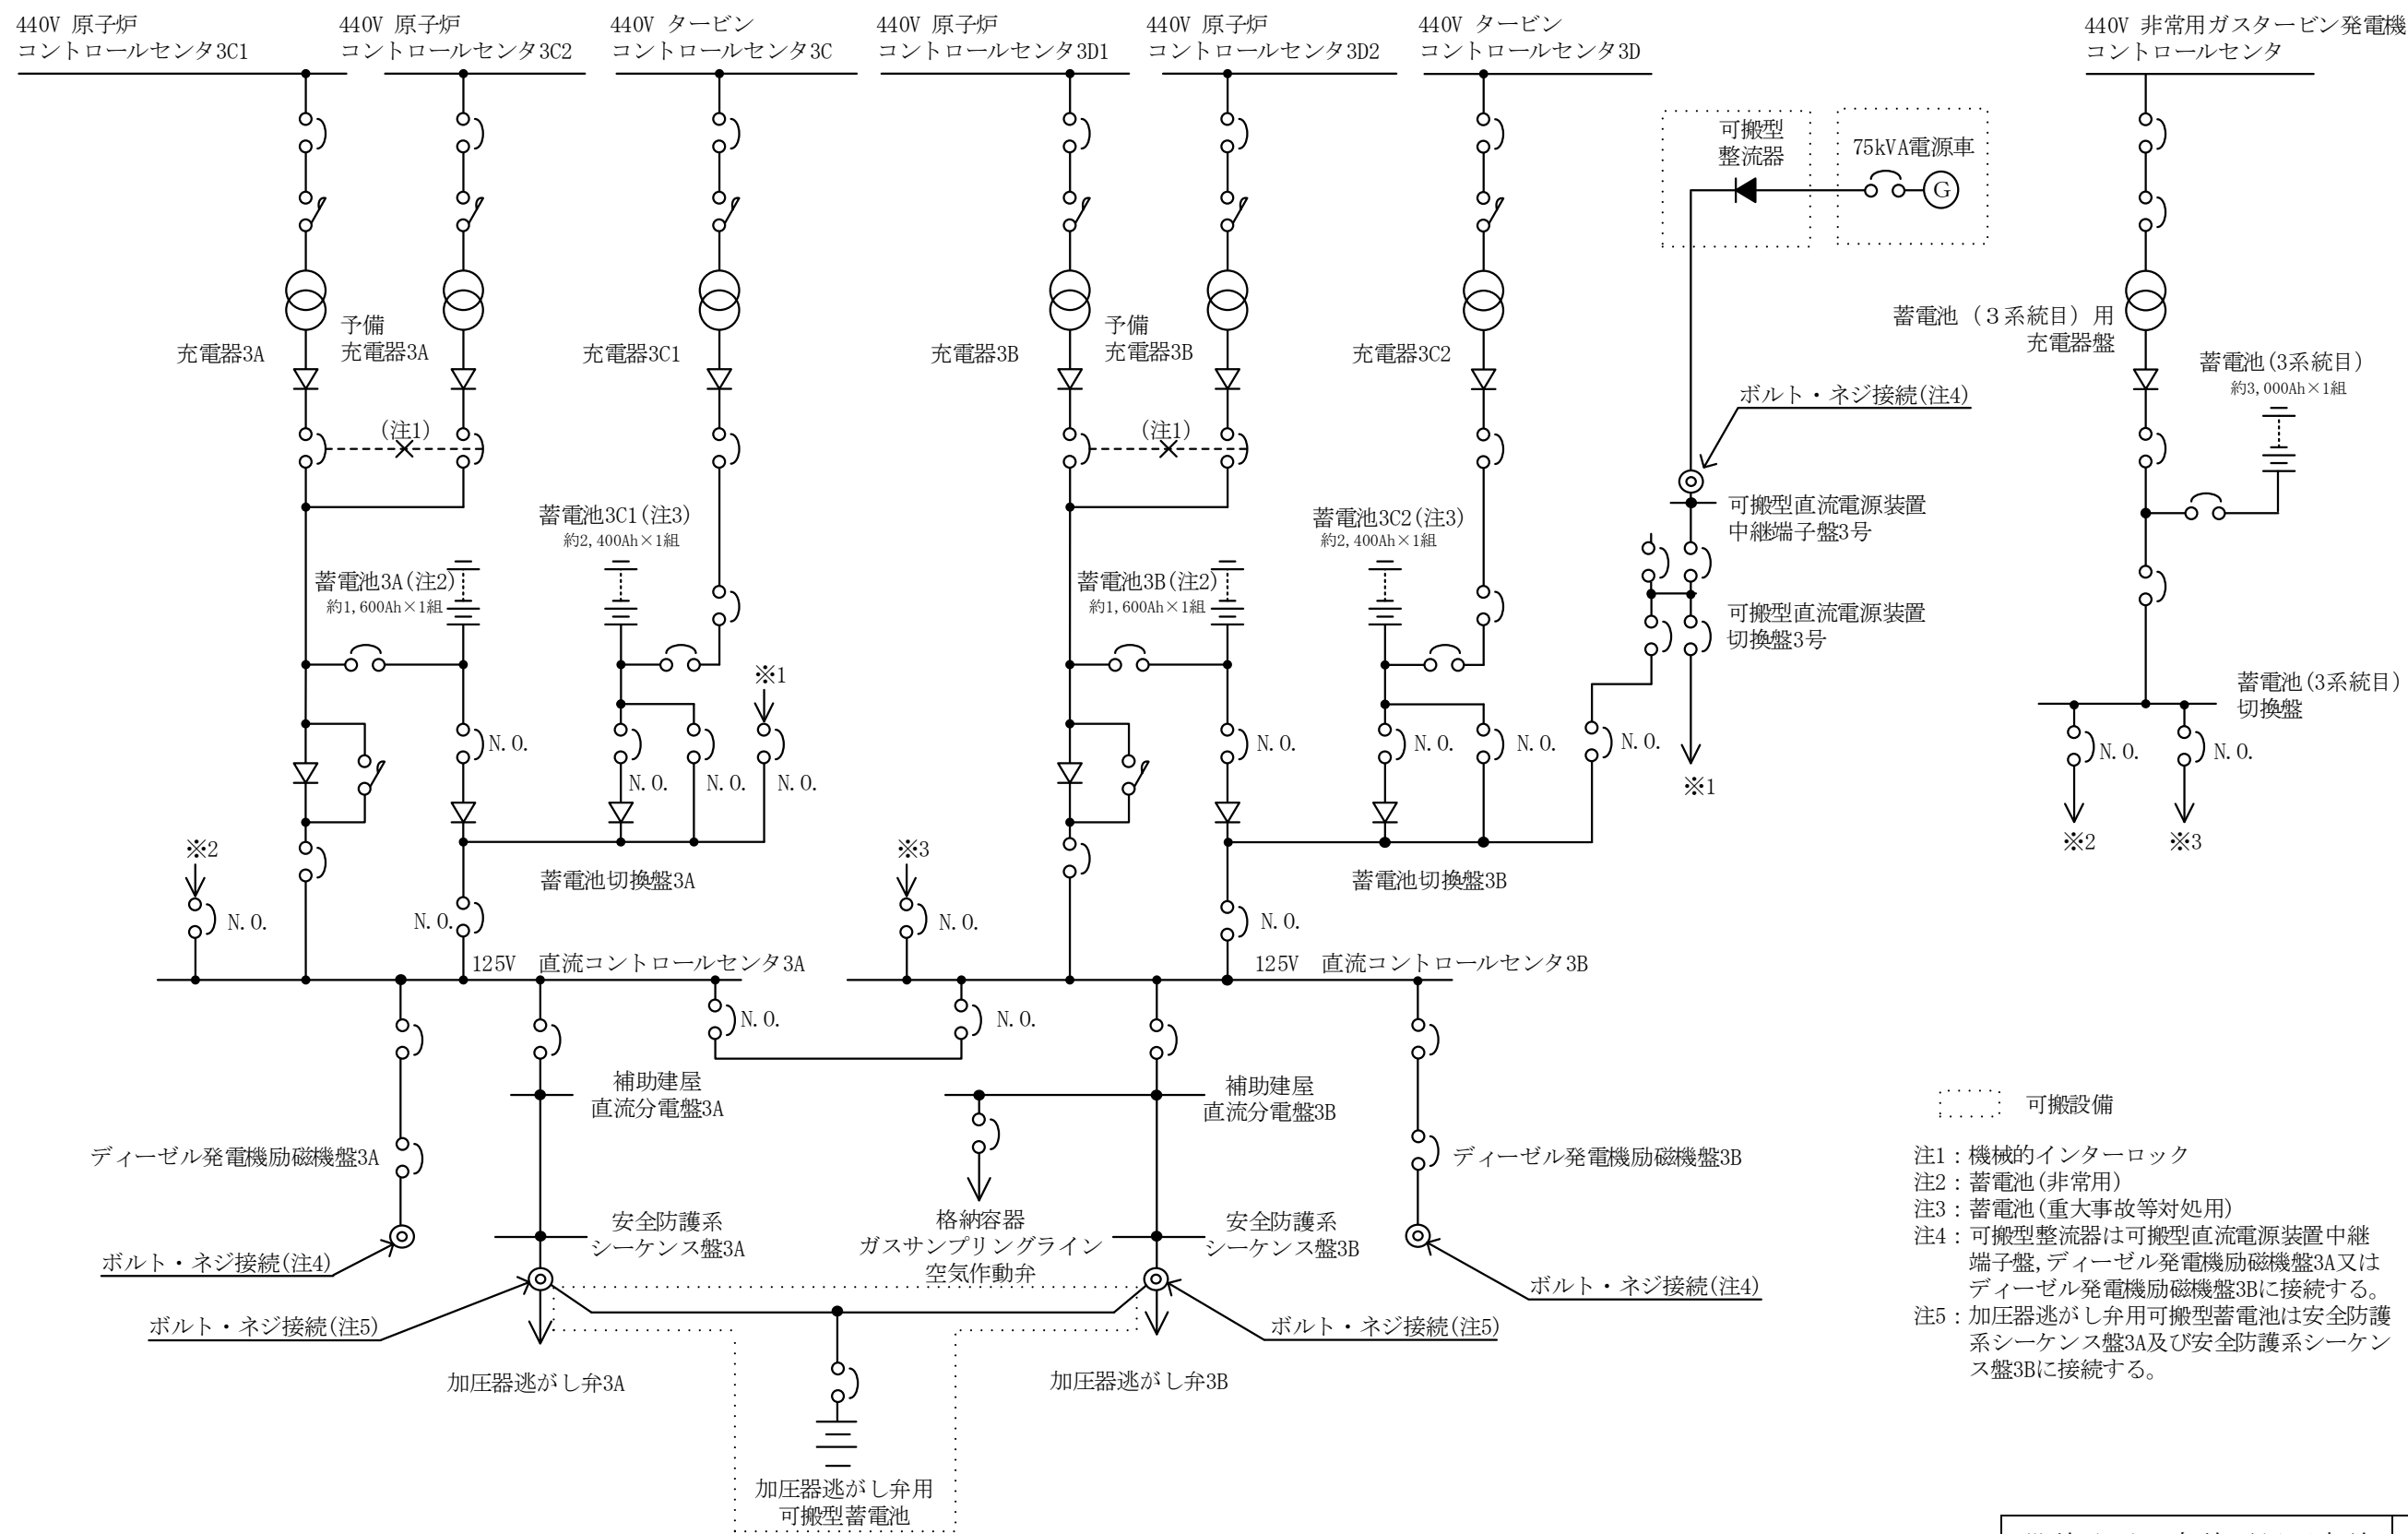 440V 原子炉
コントロールセンタ3C1
440V 原子炉
コントロールセンタ3C2
440V タービン
コントロールセンタ3C
440V 原子炉
コントロールセンタ3D1
440V 原子炉
コントロールセンタ3D2
440V タービン
コントロールセンタ3D
440V 非常用ガスタービン発電機
コントロールセンタ
可搬型
整流器
75kVA電源車
G
充電器3A
予備
充電器3A
充電器3C1
充電器3B
予備
充電器3B
充電器3C2
蓄電池（３系統目）用
充電器盤
蓄電池(3系統目)
約3,000Ah×1組
ボルト・ネジ接続(注4)
(注1)
(注1)
蓄電池3C1(注3)
約2,400Ah×1組
蓄電池3C2(注3)
約2,400Ah×1組
可搬型直流電源装置
中継端子盤3号
蓄電池3A(注2)
約1,600Ah×1組
蓄電池3B(注2)
約1,600Ah×1組
可搬型直流電源装置
切換盤3号
※1
蓄電池(3系統目)
切換盤
N.O.
N.O.
N.O.
N.O.
N.O.
N.O.
N.O.
N.O.
※1
N.O.
N.O.
※2
※3
※2
※3
蓄電池切換盤3A
蓄電池切換盤3B
N.O.
N.O.
N.O.
N.O.
125V 直流コントロールセンタ3A
125V 直流コントロールセンタ3B
N.O.
N.O.
補助建屋
直流分電盤3A
補助建屋
直流分電盤3B
可搬設備
ディーゼル発電機励磁機盤3A
ディーゼル発電機励磁機盤3B
安全防護系
シーケンス盤3A
格納容器
ガスサンプリングライン
空気作動弁
安全防護系
シーケンス盤3B
ボルト・ネジ接続(注4)
ボルト・ネジ接続(注4)
ボルト・ネジ接続(注5)
ボルト・ネジ接続(注5)
加圧器逃がし弁3A
加圧器逃がし弁3B
加圧器逃がし弁用
可搬型蓄電池
注1：機械的インターロック
注2：蓄電池(非常用)
注3：蓄電池(重大事故等対処用)
注4：可搬型整流器は可搬型直流電源装置中継
端子盤,ディーゼル発電機励磁機盤3A又は
ディーゼル発電機励磁機盤3Bに接続する。
注5：加圧器逃がし弁用可搬型蓄電池は安全防護
系シーケンス盤3A及び安全防護系シーケン
ス盤3Bに接続する。